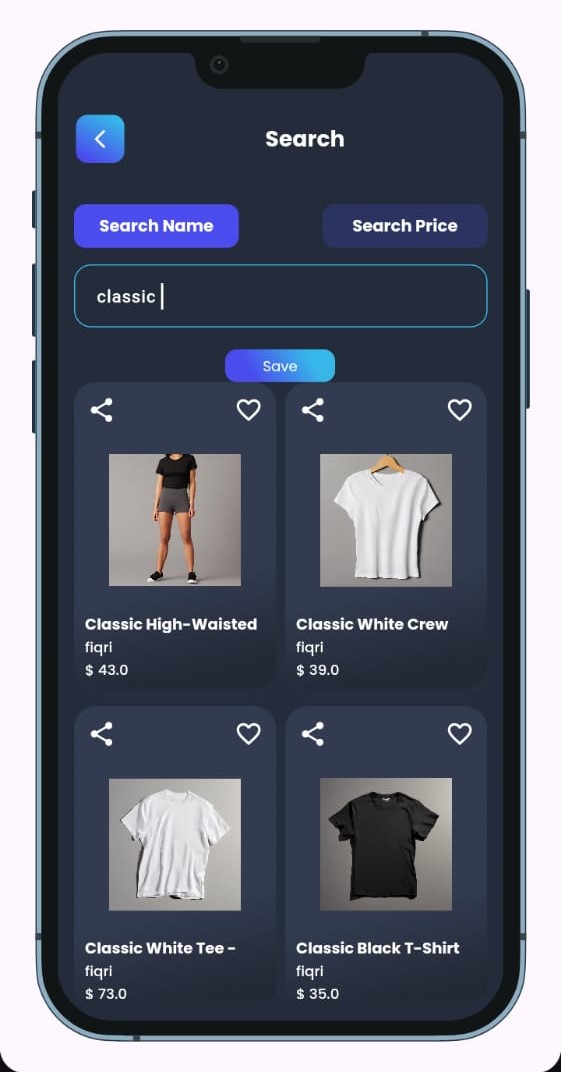 Search
Search Name
Search Price
classic
Save
Classic High-Waisted
fiqri
$ 43.0
Classic White Crew
fiqri
$ 39.0
Classic White Tee -
fiqri
$ 73.0
Classic Black T-Shirt
fiqri
$ 35.0